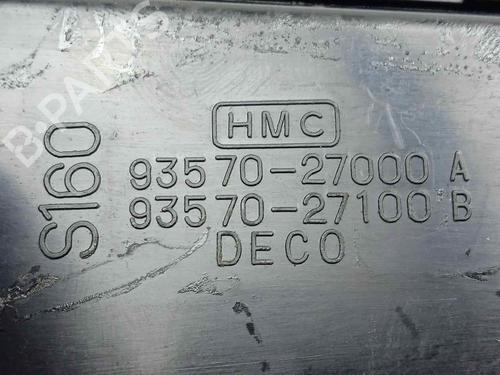 HMC
93570-27000 A
93570-27100 B
DECO
S160
B-PARTS